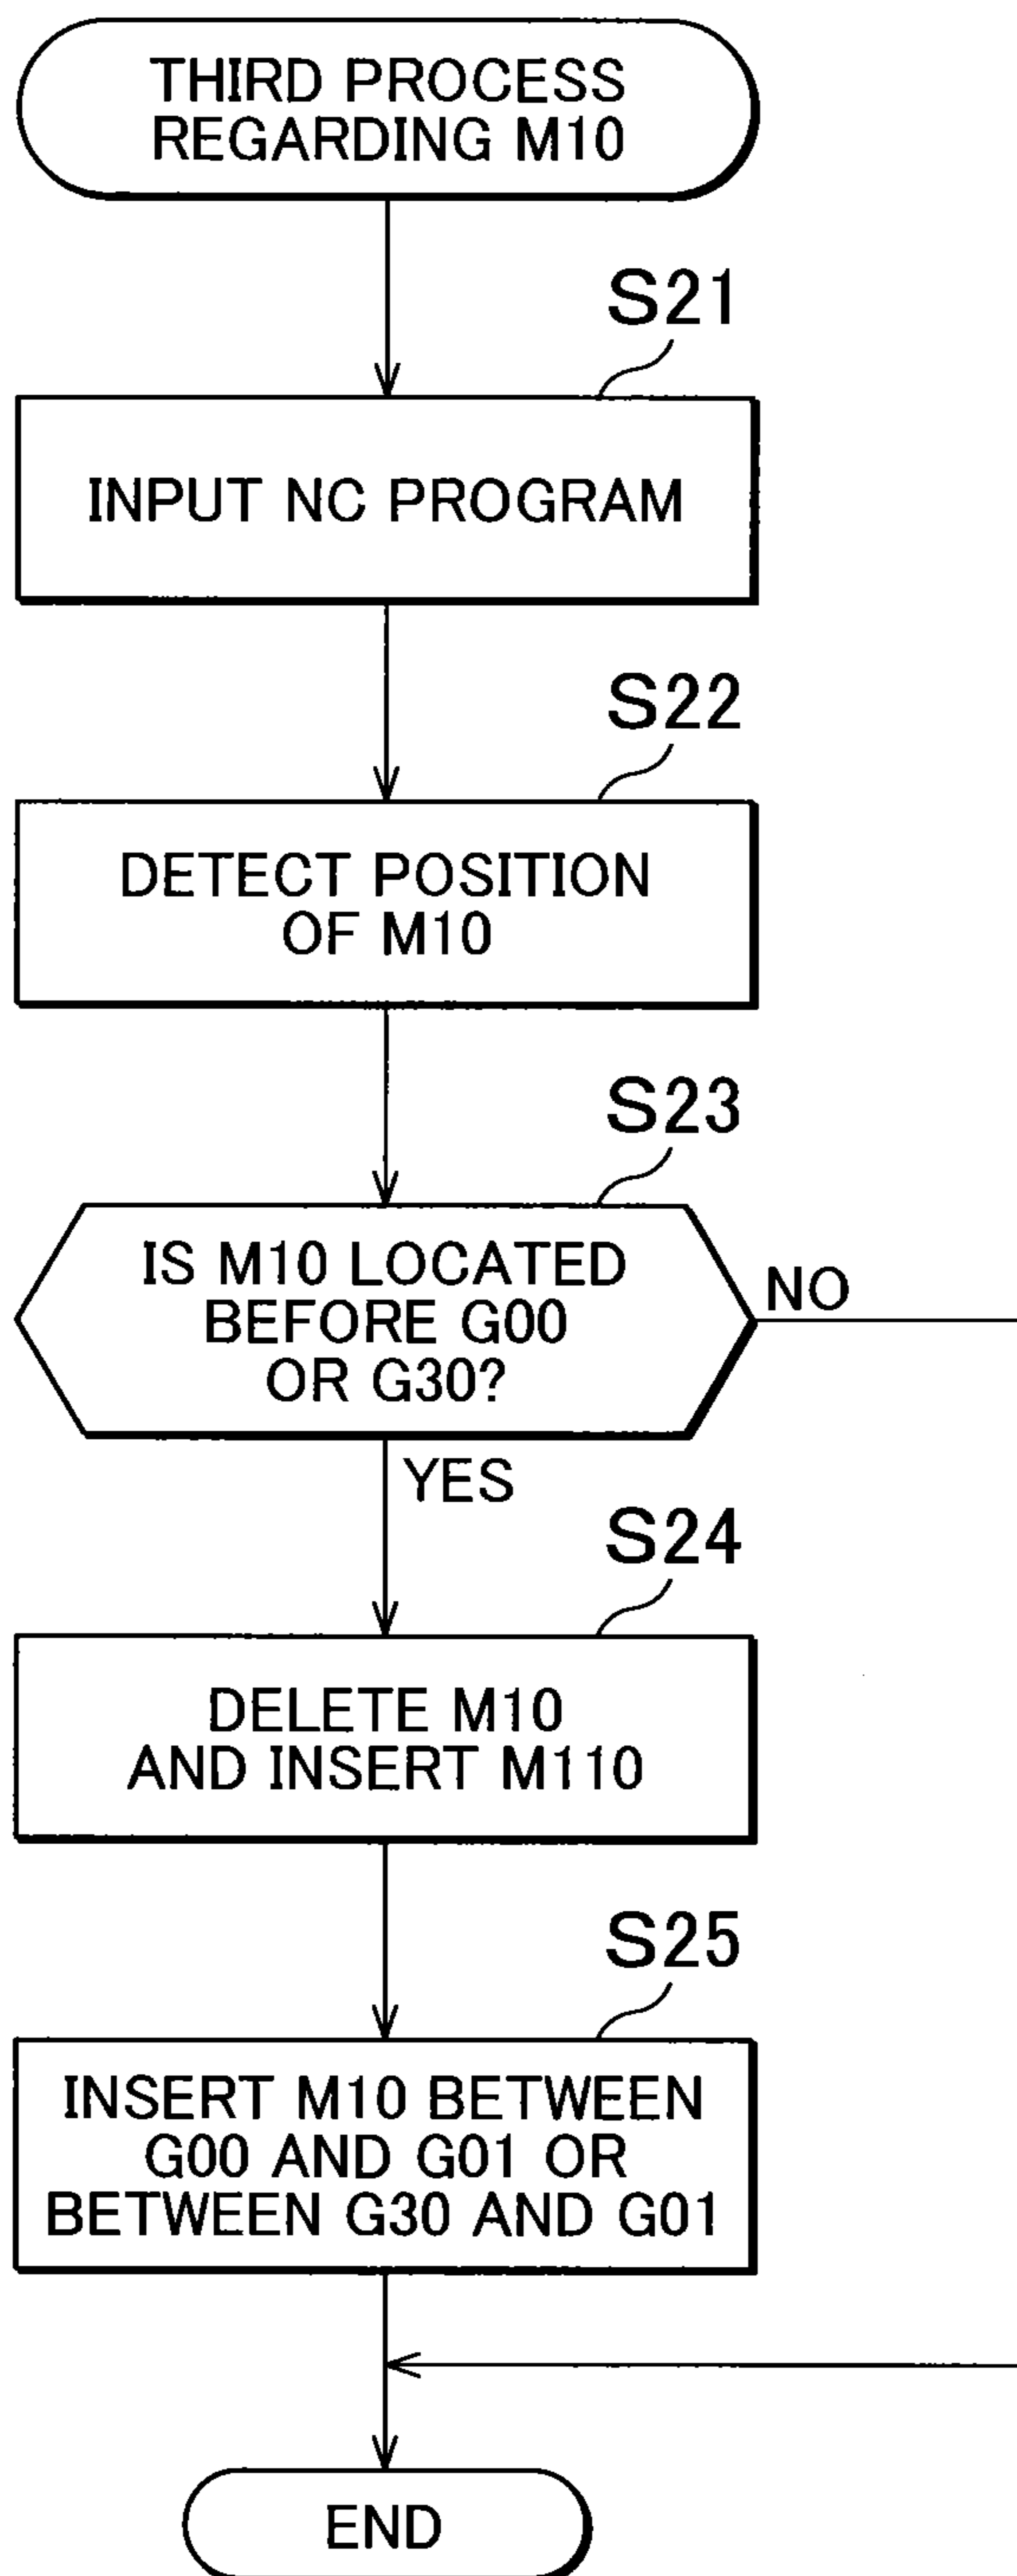 THIRD PROCESS
REGARDING M10
S21
INPUT NC PROGRAM
S22
DETECT POSITION
OF M10
S23
IS M10 LOCATED
BEFORE G00
OR G30?
NO
YES
S24
DELETE M10
AND INSERT M110
S25
INSERT M10 BETWEEN
G00 AND G01 OR
BETWEEN G30 AND G01
END